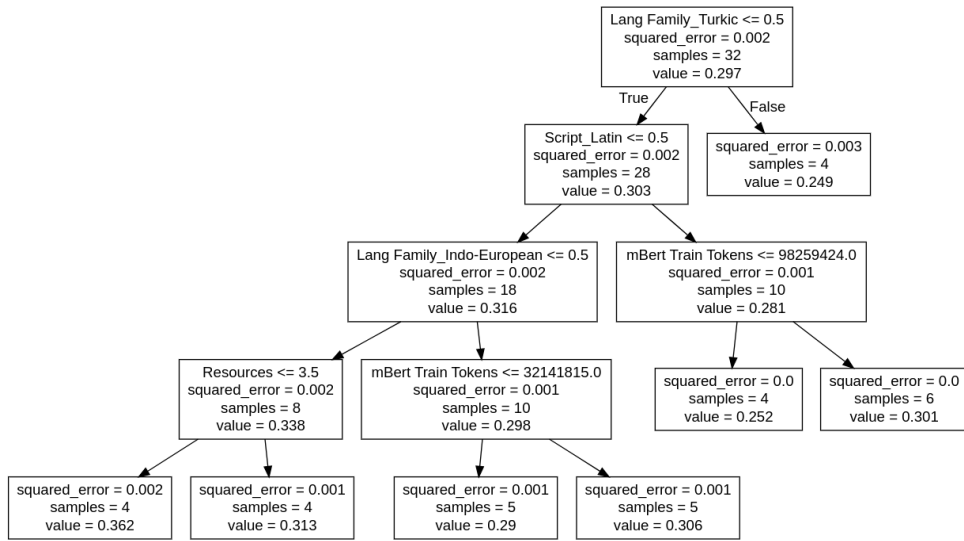 Lang Family_Turkic <= 0.5
squared_error = 0.002
samples = 32
value = 0.297
True
False
Script_Latin <= 0.5
squared_error = 0.002
samples = 28
value = 0.303
squared_error = 0.003
samples = 4
value = 0.249
Lang Family_Indo-European <= 0.5
squared_error = 0.002
samples = 18
value = 0.316
mBert Train Tokens <= 98259424.0
squared_error = 0.001
samples = 10
value = 0.281
Resources <= 3.5
squared_error = 0.002
samples = 8
value = 0.338
mBert Train Tokens <= 32141815.0
squared_error = 0.001
samples = 10
value = 0.298
squared_error = 0.0
samples = 4
value = 0.252
squared_error = 0.0
samples = 6
value = 0.301
squared_error = 0.002
samples = 4
value = 0.362
squared_error = 0.001
samples = 4
value = 0.313
squared_error = 0.001
samples = 5
value = 0.29
squared_error = 0.001
samples = 5
value = 0.306